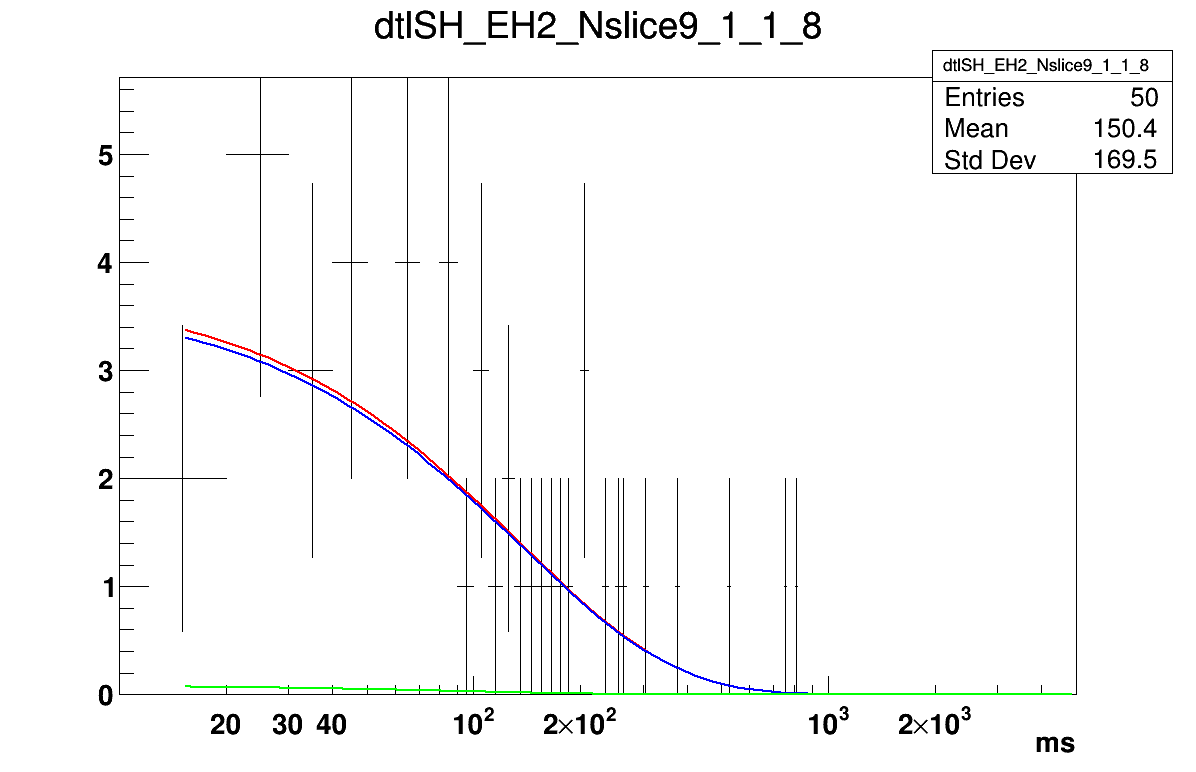 dtlSH_EH2_Nslice9_1_1_8
dtlSH_EH2_Nslice9_1_1_8
Entries 50
Mean 150.4
Std Dev 169.5
5
4
3
2
1
0
20 30 40 10² 2×10² 10³ 2×10³
ms